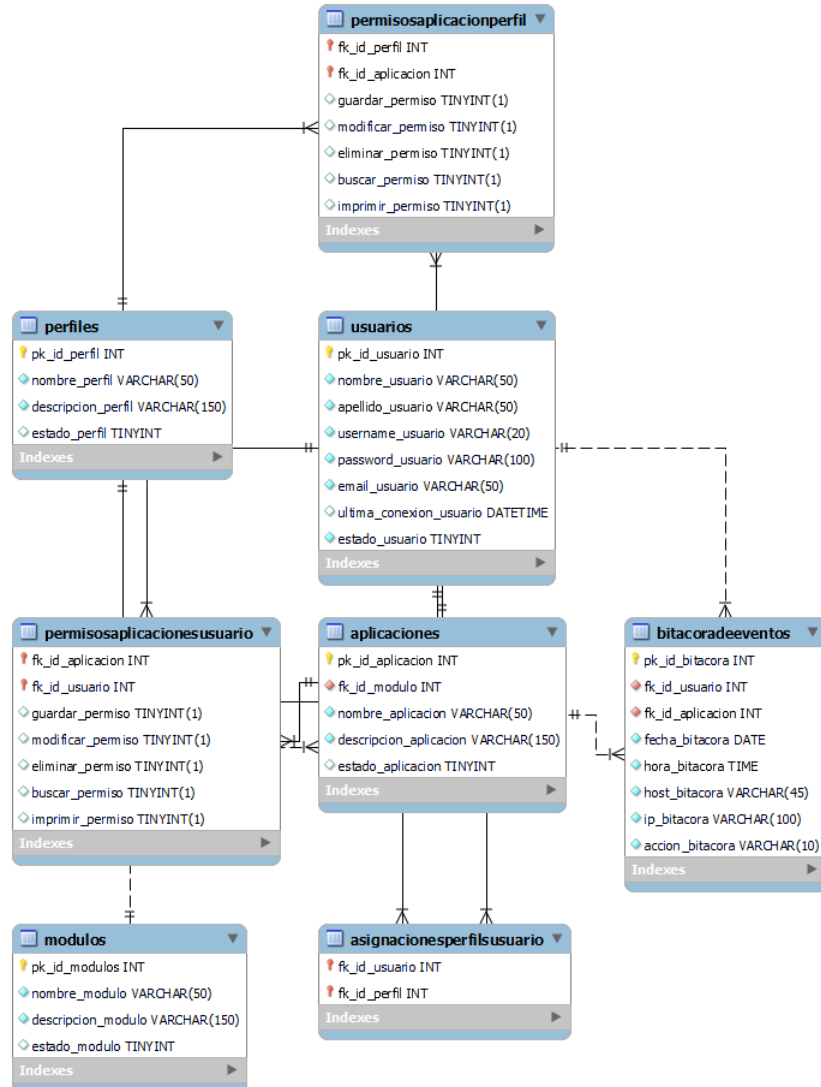 permisosaplicacionperfil
fk_id_perfil INT
fk_id_aplicacion INT
guardar_permiso TINYINT(1)
modificar_permiso TINYINT(1)
eliminar_permiso TINYINT(1)
buscar_permiso TINYINT(1)
imprimir_permiso TINYINT(1)
Indexes
perfiles
pk_id_perfil INT
nombre_perfil VARCHAR(50)
descripcion_perfil VARCHAR(150)
estado_perfil TINYINT
Indexes
usuarios
pk_id_usuario INT
nombre_usuario VARCHAR(50)
apellido_usuario VARCHAR(50)
username_usuario VARCHAR(20)
password_usuario VARCHAR(100)
email_usuario VARCHAR(50)
ultima_conexion_usuario DATETIME
estado_usuario TINYINT
Indexes
permisosaplicacionesusuario
fk_id_aplicacion INT
fk_id_usuario INT
guardar_permiso TINYINT(1)
modificar_permiso TINYINT(1)
eliminar_permiso TINYINT(1)
buscar_permiso TINYINT(1)
imprimir_permiso TINYINT(1)
Indexes
aplicaciones
pk_id_aplicacion INT
fk_id_modulo INT
nombre_aplicacion VARCHAR(50)
descripcion_aplicacion VARCHAR(150)
estado_aplicacion TINYINT
Indexes
bitacoradeeventos
pk_id_bitacora INT
fk_id_usuario INT
fk_id_aplicacion INT
fecha_bitacora DATE
hora_bitacora TIME
host_bitacora VARCHAR(45)
ip_bitacora VARCHAR(100)
accion_bitacora VARCHAR(10)
Indexes
modulos
pk_id_modulos INT
nombre_modulo VARCHAR(50)
descripcion_modulo VARCHAR(150)
estado_modulo TINYINT
Indexes
asignacionesperfilsusuario
fk_id_usuario INT
fk_id_perfil INT
Indexes